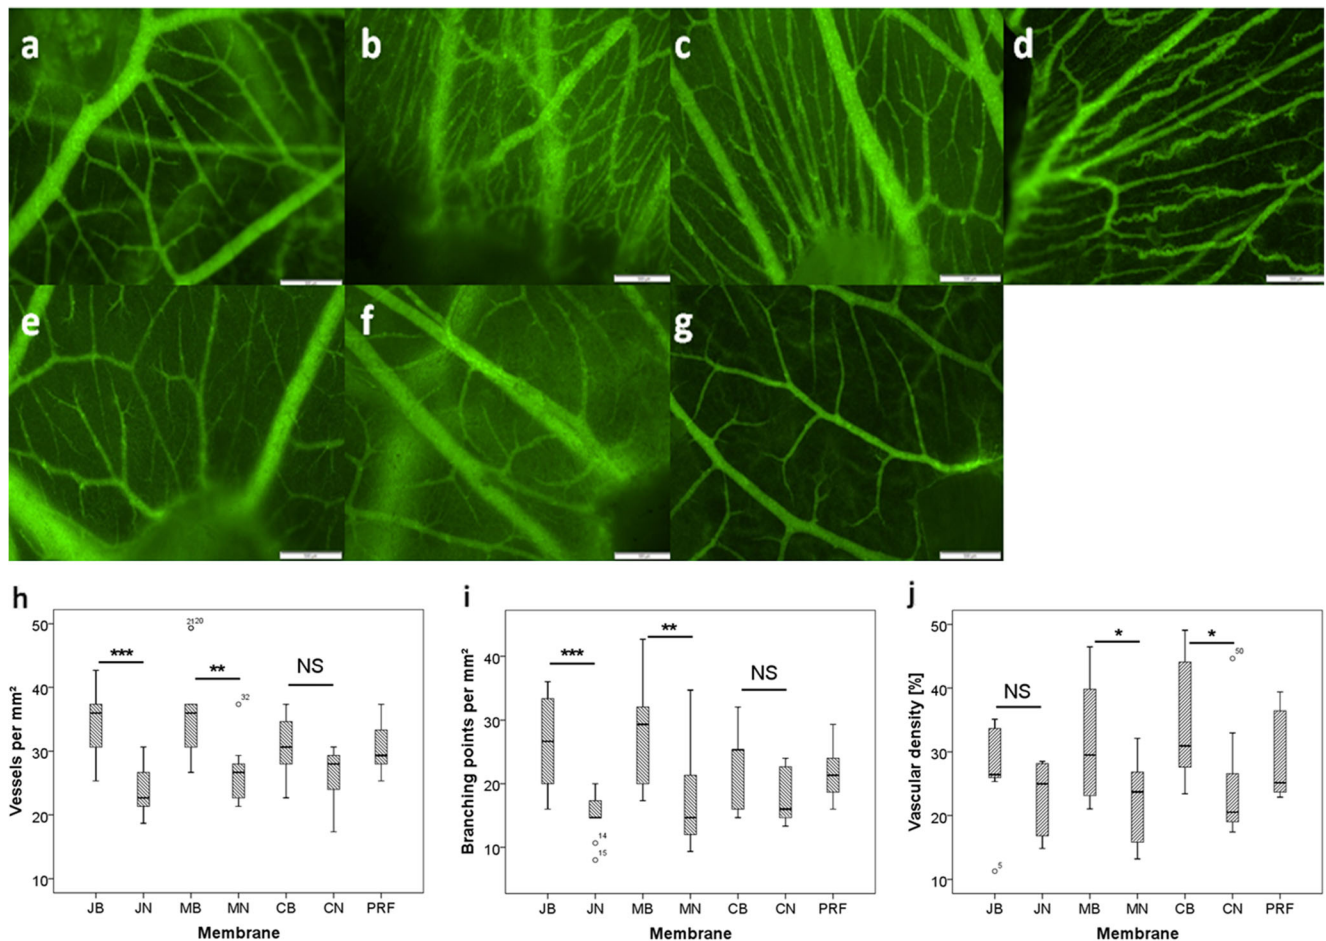 a
b
c
d
e
f
g
h
Vessels per mm²
50
40
30
20
10
2120
***
**
32
NS
JB JN MB MN CB CN PRF
Membrane
i
Branching points per mm²
40
30
20
10
***
14
15
**
NS
JB JN MB MN CB CN PRF
Membrane
j
Vascular density [%]
50
40
30
20
10
NS
5
*
*
50
JB JN MB MN CB CN PRF
Membrane